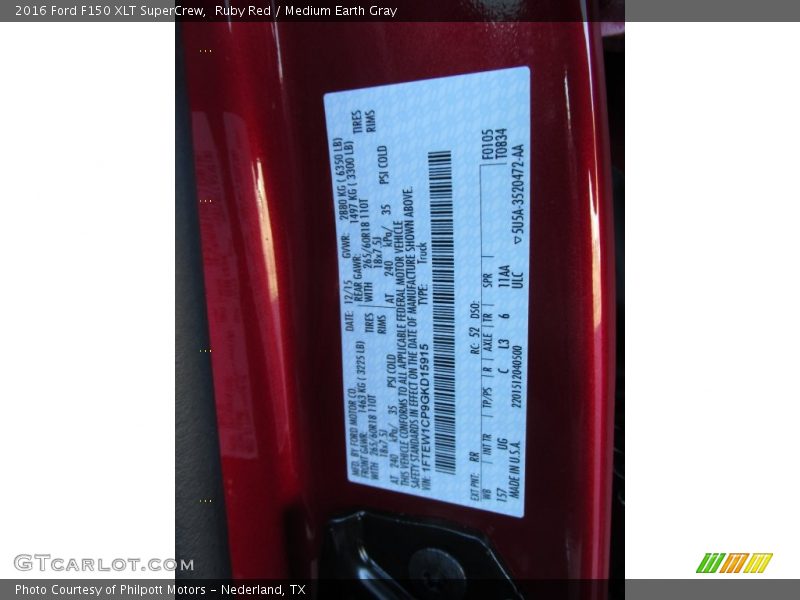 2016 Ford F150 XLT SuperCrew,  Ruby Red / Medium Earth Gray
MFD. BY FORD MOTOR CO.
DATE: 12/15 GVWR: 2880 KG ( 6350 LB)
FRONT GAWR: 1463 KG ( 3225 LB) REAR GAWR: 1497 KG ( 3300 LB)
WITH 265/60R18 110T TIRES WITH 265/60R18 110T TIRES
18x7.5J RIMS 18x7.5J RIMS
AT 240 kPa/ 35 PSI COLD AT 240 kPa/ 35 PSI COLD
THIS VEHICLE CONFORMS TO ALL APPLICABLE FEDERAL MOTOR VEHICLE
SAFETY STANDARDS IN EFFECT ON THE DATE OF MANUFACTURE SHOWN ABOVE.
VIN: 1FTEW1CP9GKD15915 TYPE: Truck
F0105
T0834
EXT PNT: RR RC: 52 DSO:
WB INT TR TP/PS R AXLE TR SPR
157 UG C L3 6 11AA
ULC
▽5U5A-3520472-AA
MADE IN U.S.A. 2201512040500
GTCarlot.com
Photo Courtesy of Philpott Motors - Nederland, TX